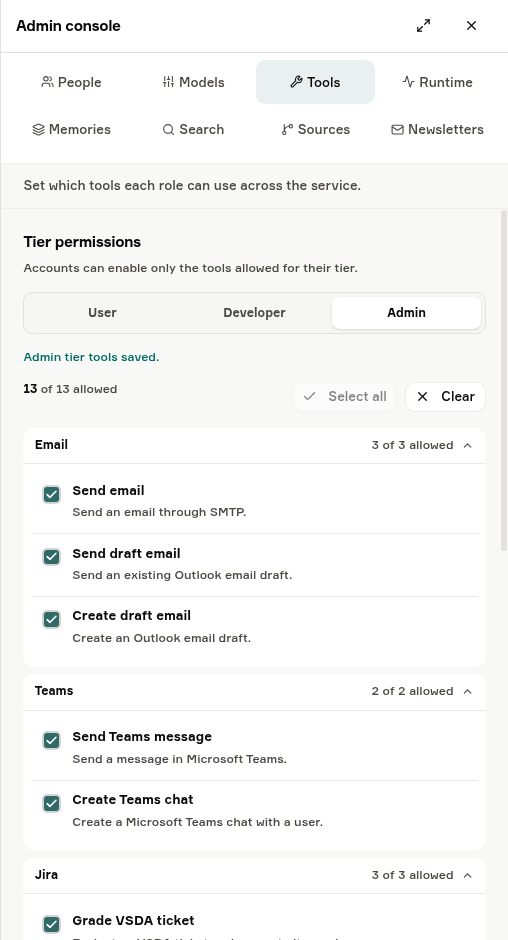 Admin console
People
Models
Tools
Runtime
Memories
Search
Sources
Newsletters
Set which tools each role can use across the service.
Tier permissions
Accounts can enable only the tools allowed for their tier.
User
Developer
Admin
Admin tier tools saved.
13 of 13 allowed
Select all
Clear
Email
3 of 3 allowed
Send email
Send an email through SMTP.
Send draft email
Send an existing Outlook email draft.
Create draft email
Create an Outlook email draft.
Teams
2 of 2 allowed
Send Teams message
Send a message in Microsoft Teams.
Create Teams chat
Create a Microsoft Teams chat with a user.
Jira
3 of 3 allowed
Grade VSDA ticket